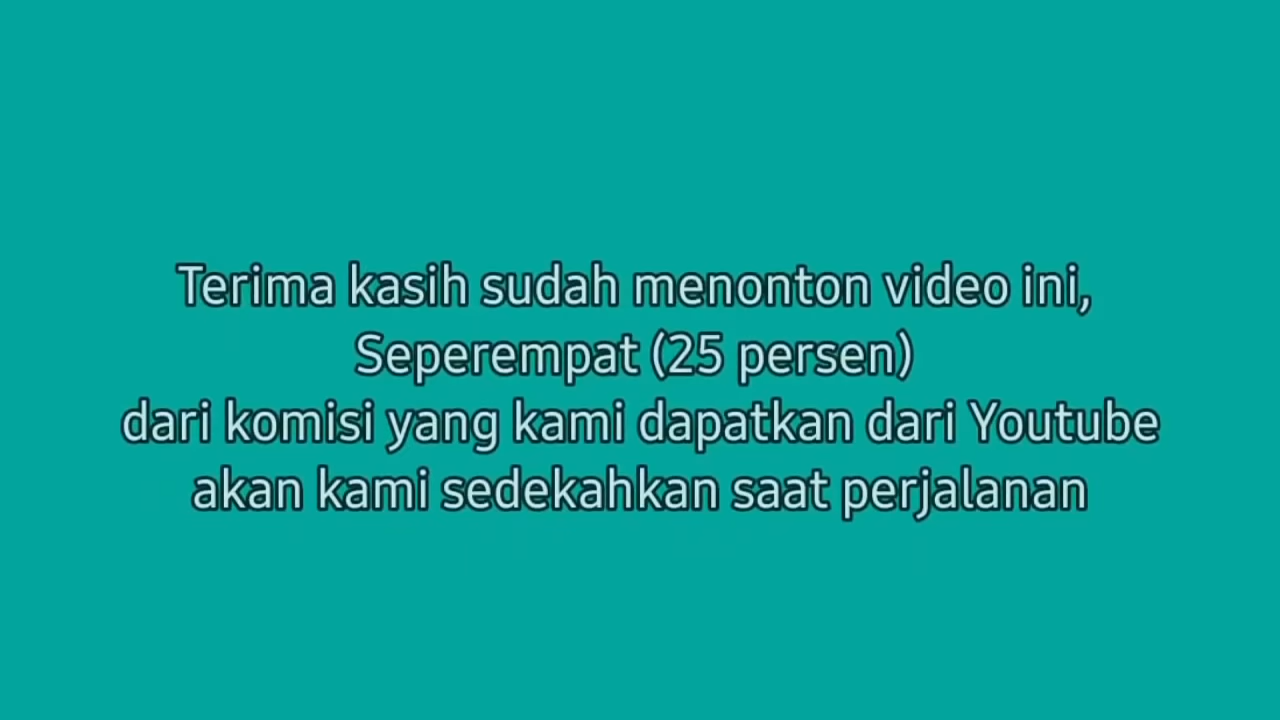 Terima kasih sudah menonton video ini,
Seperempat (25 persen)
dari komisi yang kami dapatkan dari Youtube
akan kami sedekahkan saat perjalanan